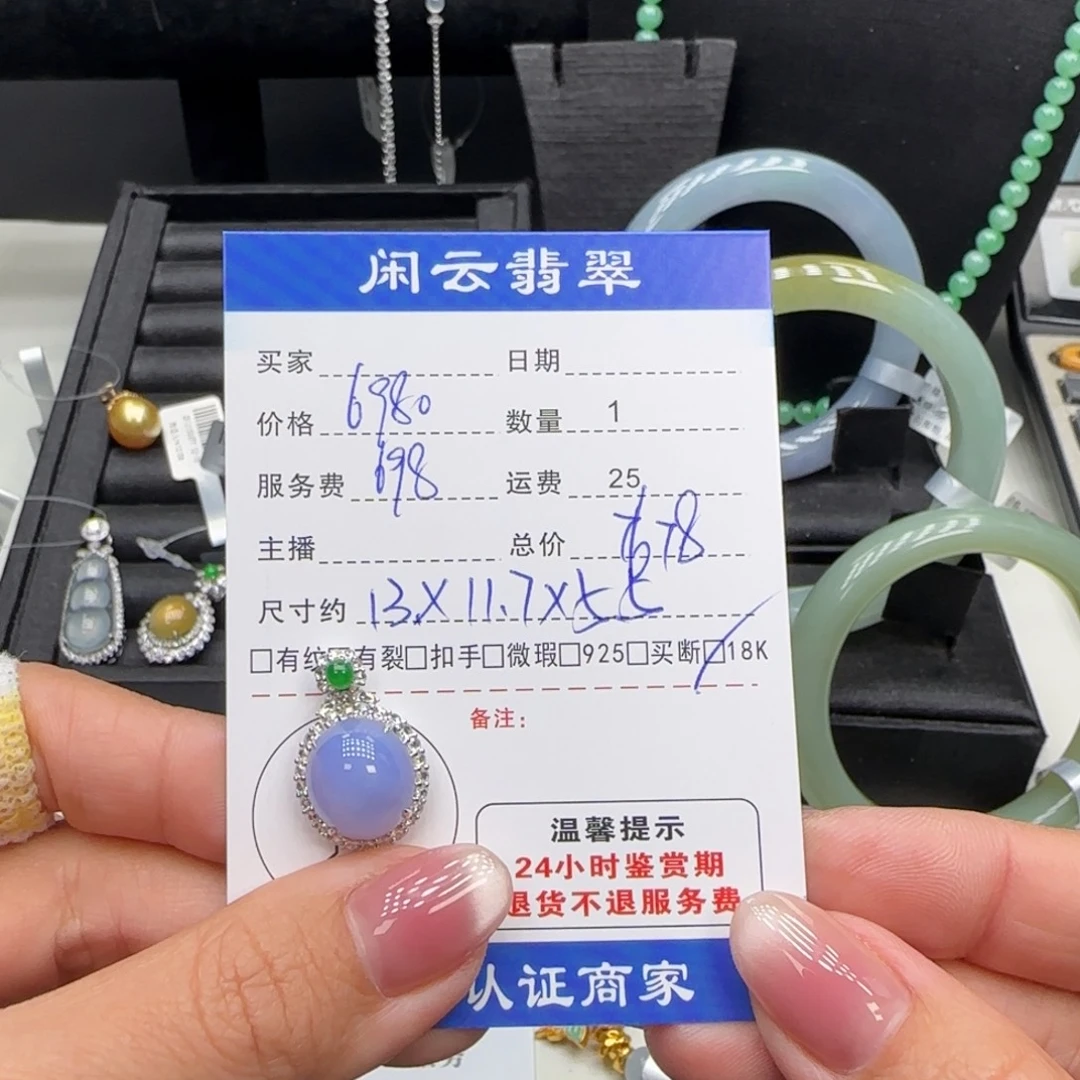 闲云翡翠
买家 日期
价格 6980 数量 1
服务费 698 运费 25
主播 总价 7678
尺寸约 13X11.7X5.5
□有纹 有裂□扣手□微瑕□925□买断□18K
备注:
温馨提示
24小时鉴赏期
退货不退服务费
认证商家